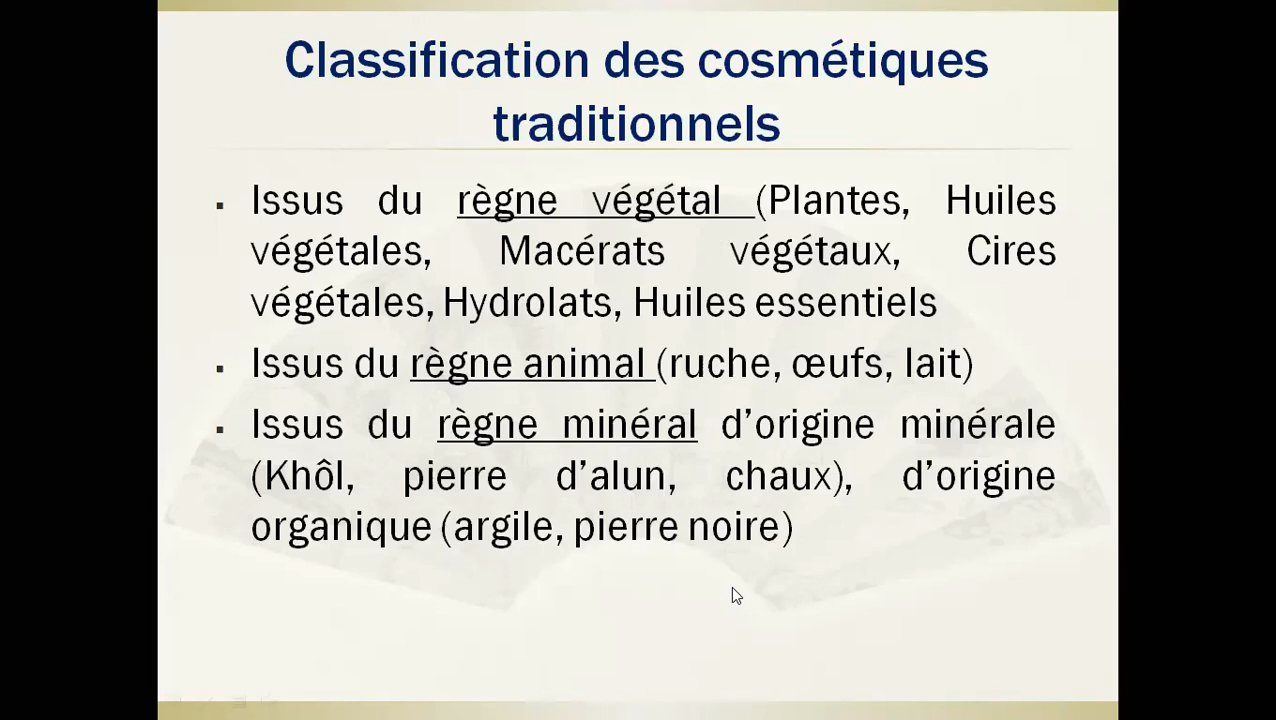 Classification des cosmétiques
traditionnels
▪ Issus du règne végétal (Plantes, Huiles
végétales, Macérats végétaux, Cires
végétales, Hydrolats, Huiles essentiels
▪ Issus du règne animal (ruche, œufs, lait)
▪ Issus du règne minéral d’origine minérale
(Khôl, pierre d’alun, chaux), d’origine
organique (argile, pierre noire)